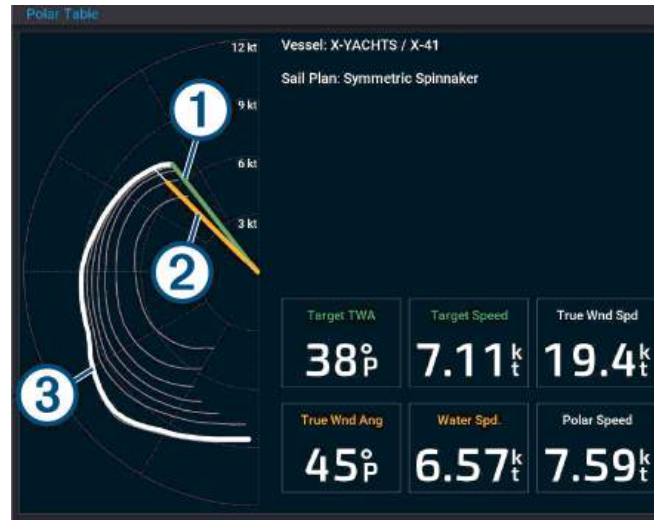 Polar Table
12 kt
9 kt
6 kt
3 kt
1
2
3
Vessel: X-YACHTS / X-41
Sail Plan: Symmetric Spinnaker
Target TWA
38°P
Target Speed
7.11kt
True Wnd Spd
19.4kt
True Wnd Ang
45°P
Water Spd.
6.57kt
Polar Speed
7.59kt